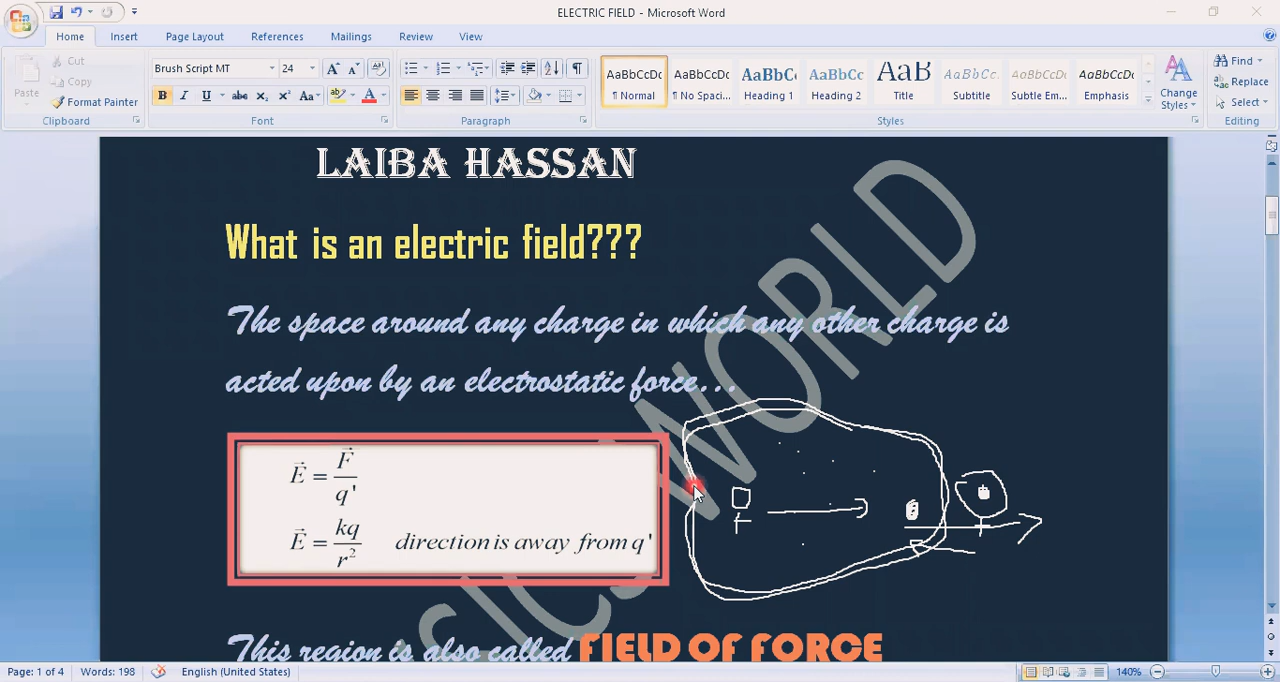 ELECTRIC FIELD - Microsoft Word
Home Insert Page Layout References Mailings Review View
Paste Cut Copy Format Painter
Brush Script MT 24
AaBbCcDc AaBbCcDc AaBbC AaBbCc AaB AaBbCc. AaBbCcDc AaBbCcDc
¶ Normal ¶ No Spaci... Heading 1 Heading 2 Title Subtitle Subtle Em... Emphasis
Change Styles
Find Replace Select
Clipboard Font Paragraph Styles Editing
LAIBA HASSAN
What is an electric field???
The space around any charge in which any other charge is
acted upon by an electrostatic force...
E = F / q'
E = kq / r² direction is away from q'
This region is also called FIELD OF FORCE
SICS WORLD
Page: 1 of 4 Words: 198 English (United States) 140%